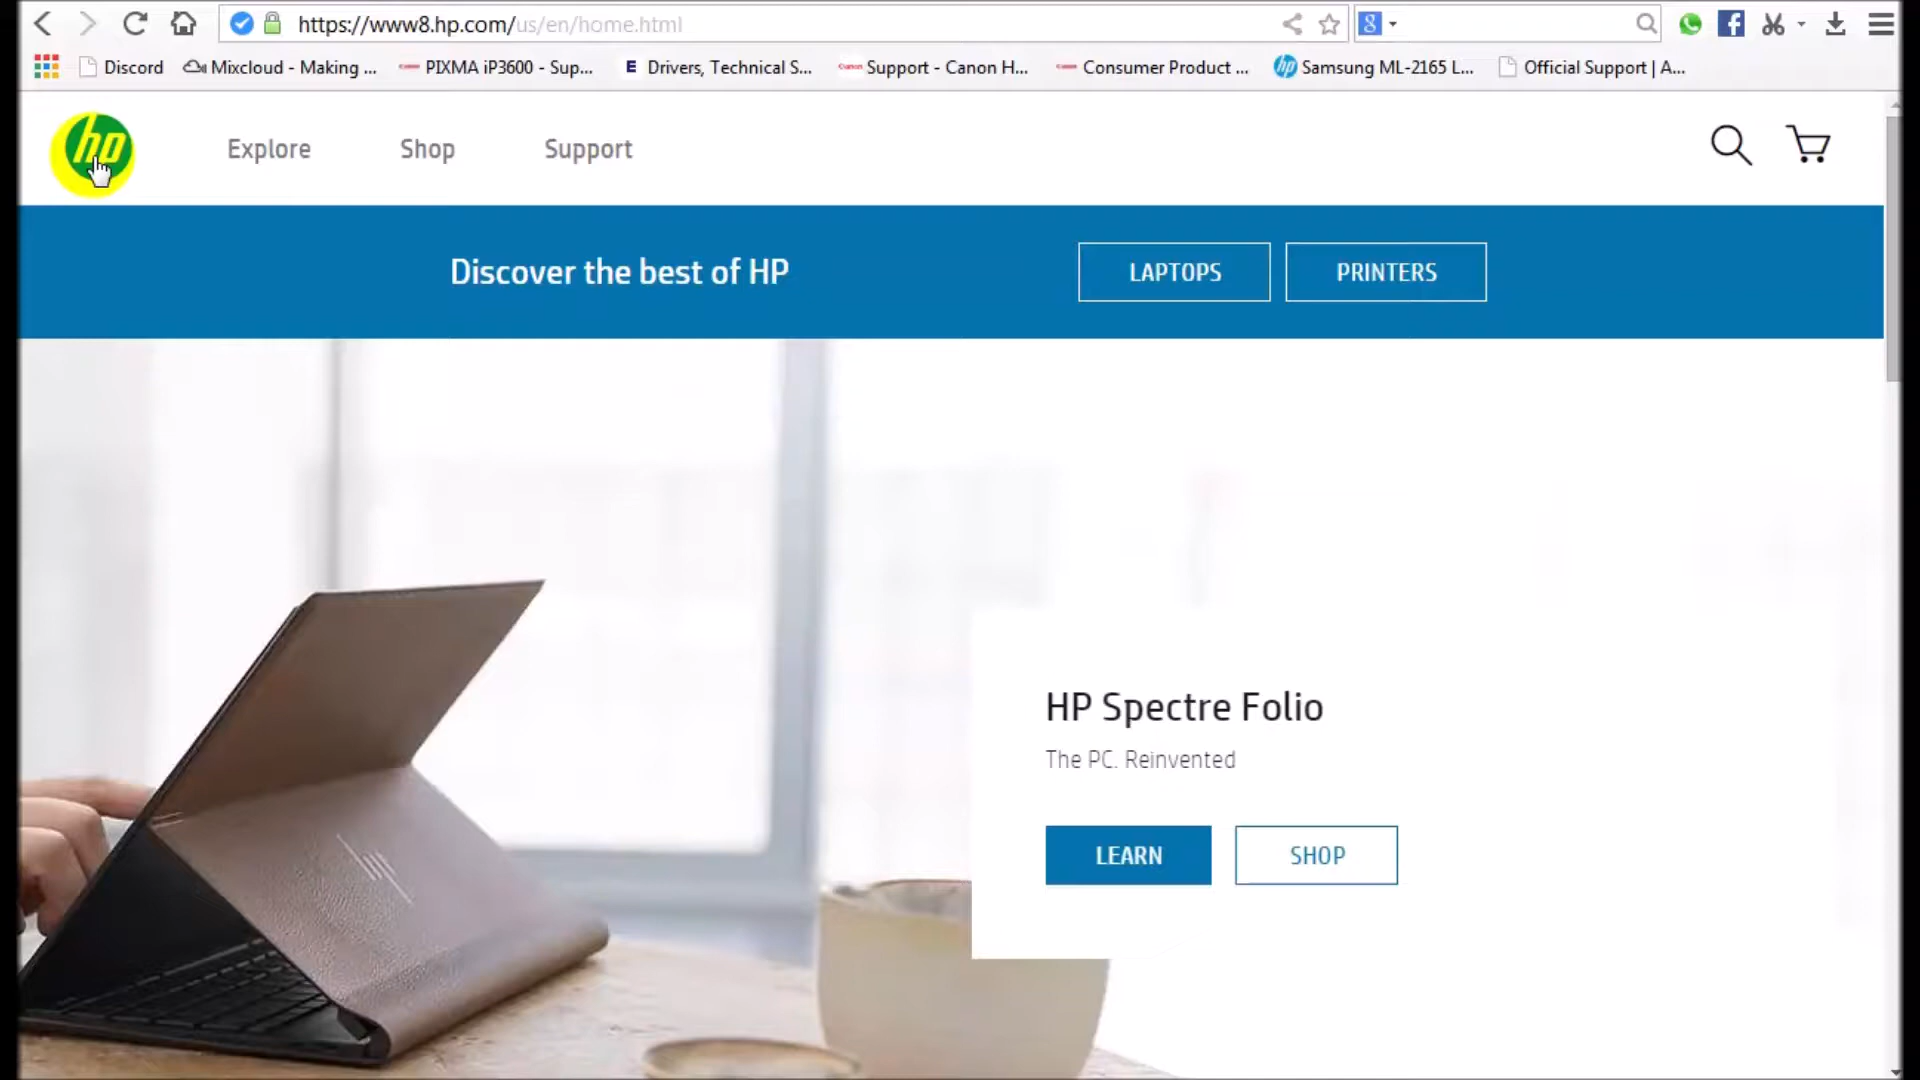 https://www8.hp.com/us/en/home.html
Discord
Mixcloud - Making ...
PIXMA iP3600 - Sup...
Drivers, Technical S...
Support - Canon H...
Consumer Product ...
Samsung ML-2165 L...
Official Support | A...
hp
Explore
Shop
Support
Discover the best of HP
LAPTOPS
PRINTERS
HP Spectre Folio
The PC. Reinvented
LEARN
SHOP